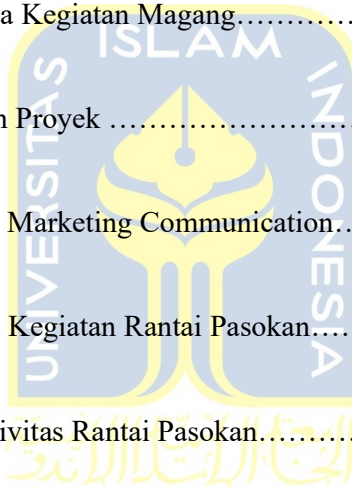 a Kegiatan Magang…………
ISLAM
n Proyek ……………………
UNIVERSITAS
INDONESIA
Marketing Communication…
Kegiatan Rantai Pasokan….
ivitas Rantai Pasokan………